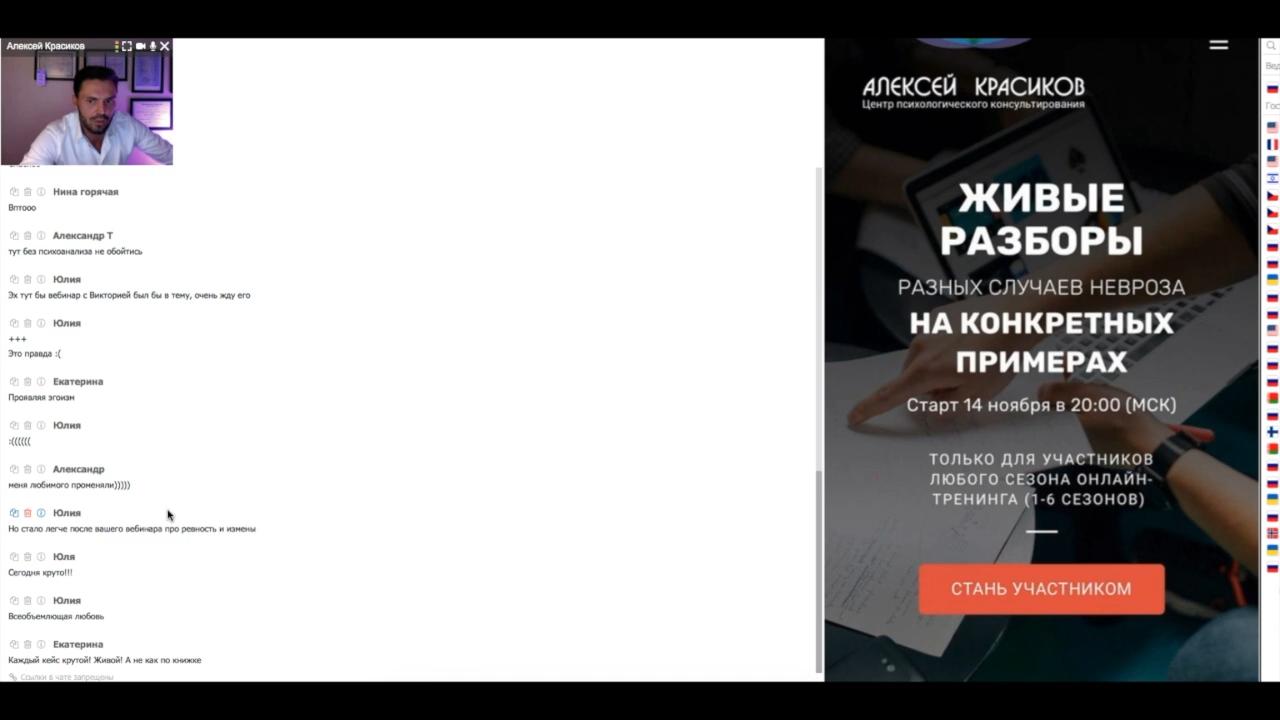 Алексей Красиков
Нина горячая
Вптооо
Александр Т
тут без психоанализа не обойтись
Юлия
Эх тут бы вебинар с Викторией был бы в тему, очень жду его
Юлия
+++
Это правда :(
Екатерина
Проявляя эгоизм
Юлия
:((((((
Александр
меня любимого променяли)))))
Юлия
Но стало легче после вашего вебинара про ревность и измены
Юля
Сегодня круто!!!
Юлия
Всеобъемлющая любовь
Екатерина
Каждый кейс крутой! Живой! А не как по книжке
Ссылки в чате запрещены
АЛЕКСЕЙ КРАСИКОВ
Центр психологического консультирования
ЖИВЫЕ
РАЗБОРЫ
РАЗНЫХ СЛУЧАЕВ НЕВРОЗА
НА КОНКРЕТНЫХ
ПРИМЕРАХ
Старт 14 ноября в 20:00 (МСК)
ТОЛЬКО ДЛЯ УЧАСТНИКОВ
ЛЮБОГО СЕЗОНА ОНЛАЙН-
ТРЕНИНГА (1-6 СЕЗОНОВ)
СТАНЬ УЧАСТНИКОМ
Вед
Гос